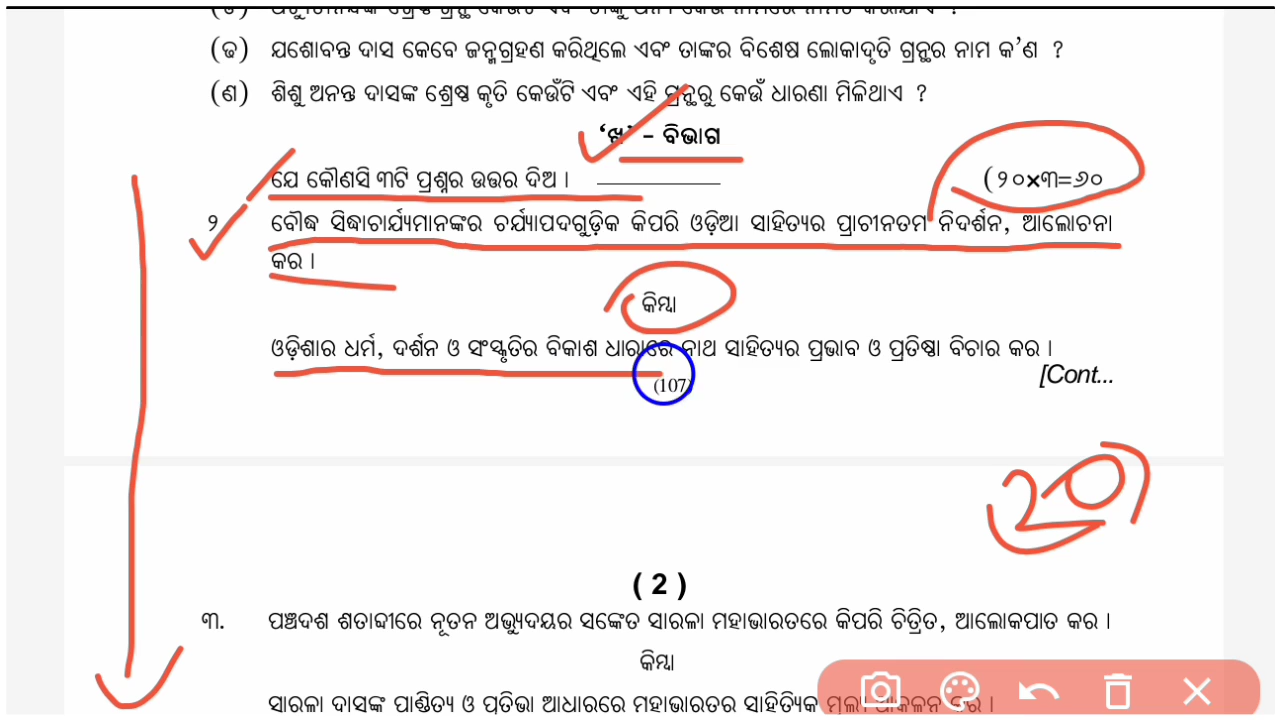 (ଢ) ଯଶୋବନ୍ତ ଦାସ କେବେ ଜନ୍ମଗ୍ରହଣ କରିଥିଲେ ଏବଂ ତାଙ୍କର ବିଶେଷ ଲୋକାଦୃତି ଗ୍ରନ୍ଥର ନାମ କ’ଣ ?
(ଣ) ଶିଶୁ ଅନନ୍ତ ଦାସଙ୍କ ଶ୍ରେଷ୍ଠ କୃତି କେଉଁଟି ଏବଂ ଏହି ଗ୍ରନ୍ଥରୁ କେଉଁ ଧାରଣା ମିଳିଥାଏ ?
‘ଖ’ – ବିଭାଗ
ଯେ କୌଣସି ୩ଟି ପ୍ରଶ୍ନର ଉତ୍ତର ଦିଅ । (୨୦×୩=୬୦
୨. ବୌଦ୍ଧ ସିଦ୍ଧାଚାର୍ଯ୍ୟମାନଙ୍କର ଚର୍ଯ୍ୟାପଦଗୁଡ଼ିକ କିପରି ଓଡ଼ିଆ ସାହିତ୍ୟର ପ୍ରାଚୀନତମ ନିଦର୍ଶନ, ଆଲୋଚନା
କର ।
କିମ୍ବା
ଓଡ଼ିଶାର ଧର୍ମ, ଦର୍ଶନ ଓ ସଂସ୍କୃତିର ବିକାଶ ଧାରାରେ ନାଥ ସାହିତ୍ୟର ପ୍ରଭାବ ଓ ପ୍ରତିଷ୍ଠା ବିଚାର କର ।
[Cont...
(107)
20)
( 2 )
୩. ପଞ୍ଚଦଶ ଶତାବ୍ଦୀରେ ନୂତନ ଅଭ୍ୟୁଦୟର ସଙ୍କେତ ସାରଳା ମହାଭାରତରେ କିପରି ଚିତ୍ରିତ, ଆଲୋକପାତ କର ।
କିମ୍ବା
ସାରଳା ଦାସଙ୍କ ପାଣ୍ଡିତ୍ୟ ଓ ପ୍ରତିଭା ଆଧାରରେ ମହାଭାରତର ସାହିତ୍ୟିକ ମୂଲ୍ୟ ଆକଳନ କର ।